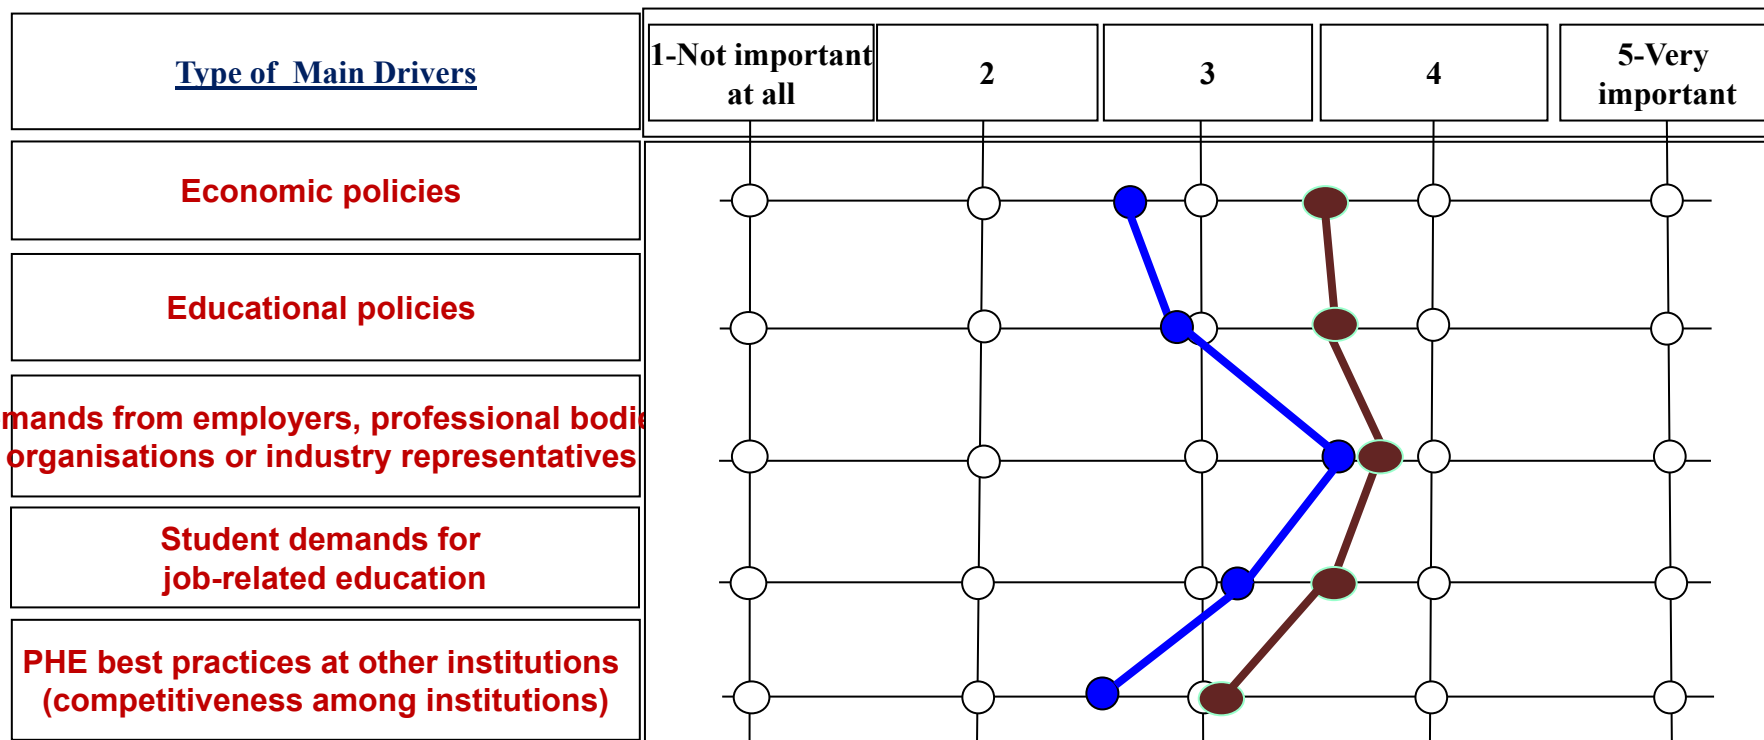 Type of  Main Drivers
1-Not important
at all
2
3
4
5-Very
important
Economic policies
Educational policies
mands from employers, professional bodie
organisations or industry representatives
Student demands for
job-related education
PHE best practices at other institutions
(competitiveness among institutions)